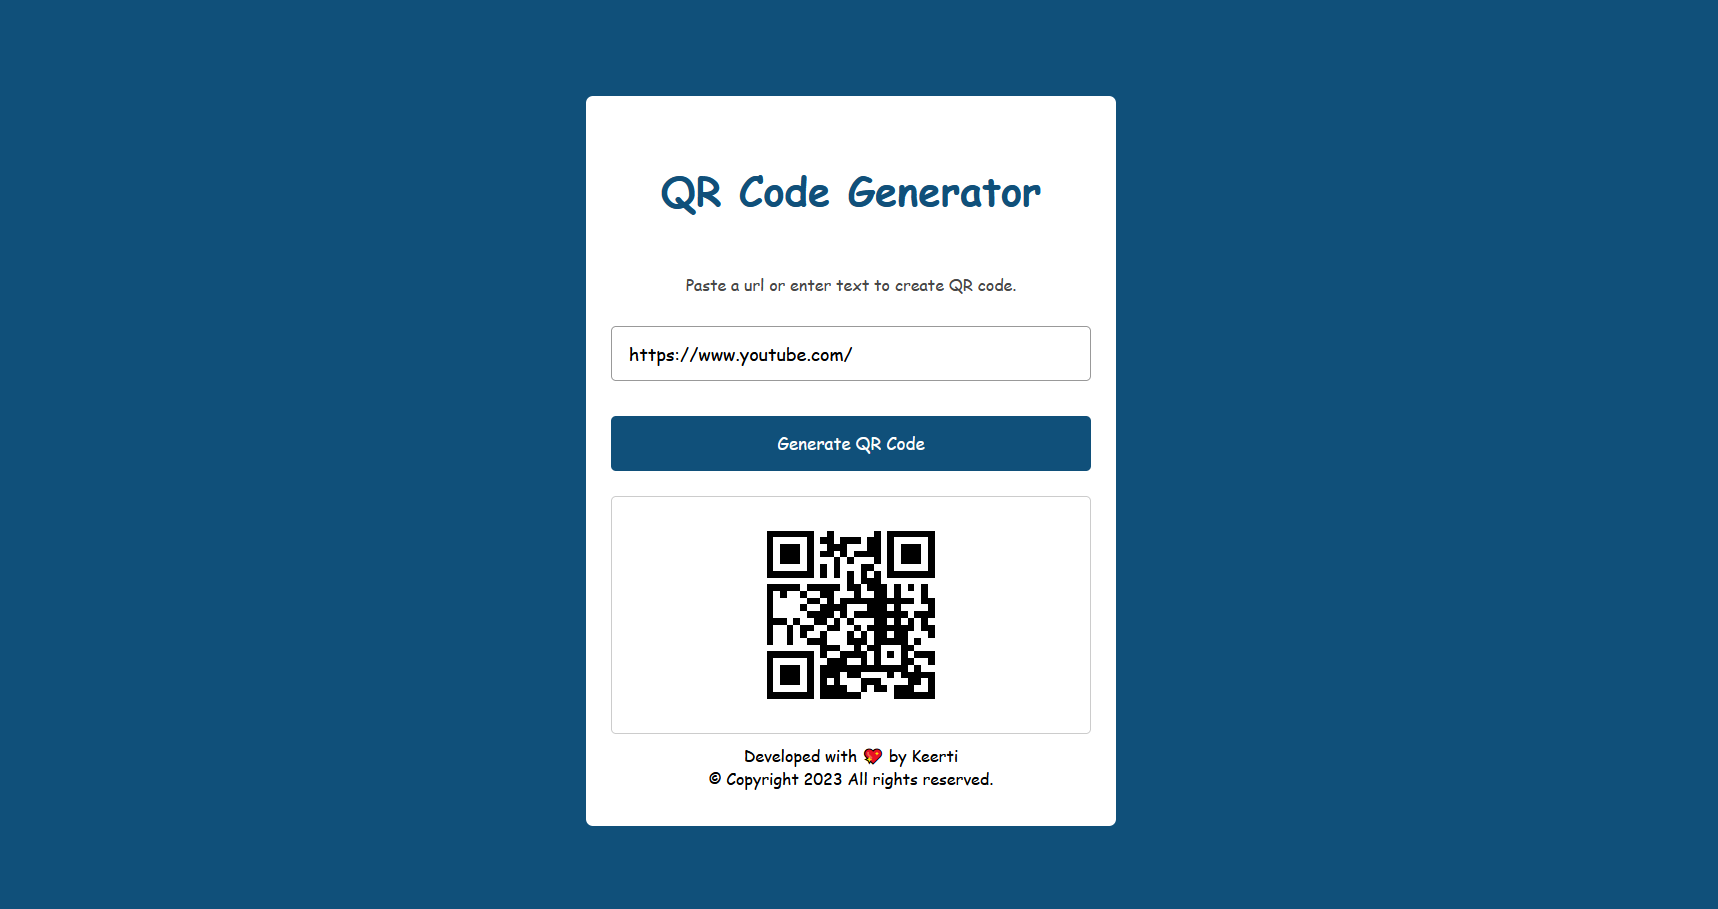 QR Code Generator
Paste a url or enter text to create QR code.
https://www.youtube.com/
Generate QR Code
Developed with 💖 by Keerti
© Copyright 2023 All rights reserved.